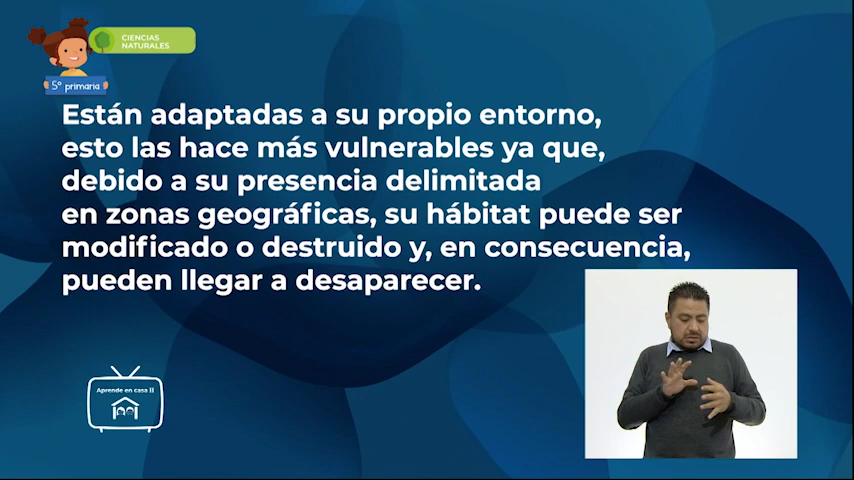 CIENCIAS
NATURALES
5° primaria
Están adaptadas a su propio entorno,
esto las hace más vulnerables ya que,
debido a su presencia delimitada
en zonas geográficas, su hábitat puede ser
modificado o destruido y, en consecuencia,
pueden llegar a desaparecer.
Aprende en casa II